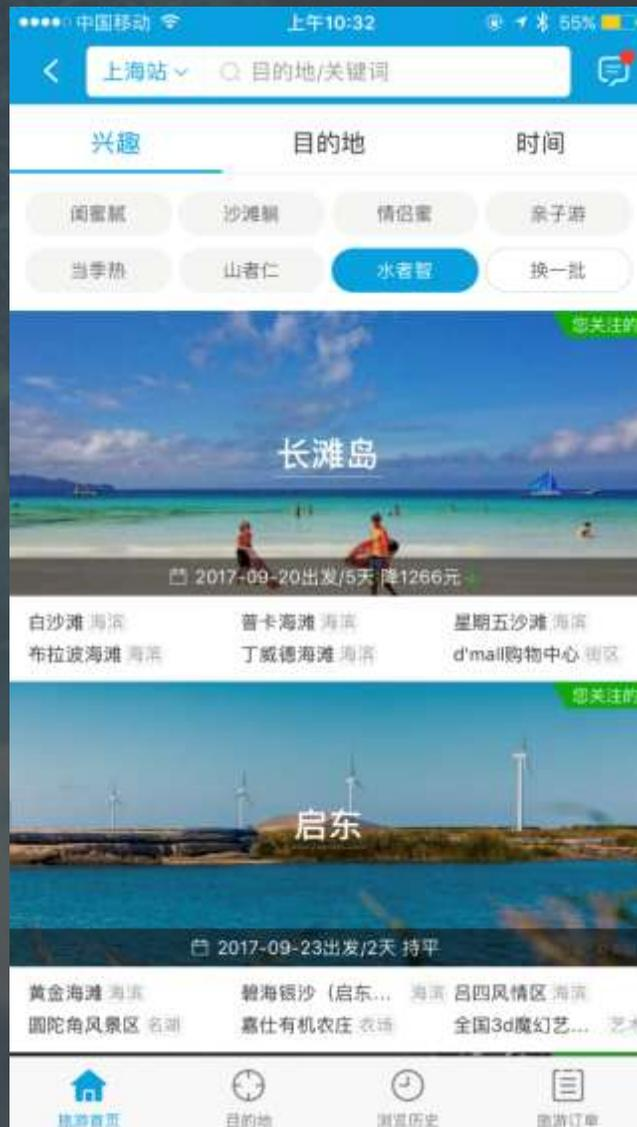 中国移动 上午10:32 55%
上海站 目的地/关键词
兴趣 目的地 时间
闺蜜腻 沙滩躺 情侣蜜 亲子游
当季热 山者仁 水者智 换一批
您关注的
长滩岛
2017-09-20出发/5天 降1266元
白沙滩 海滨 普卡海滩 海滨 星期五沙滩 海滨
布拉波海滩 海滨 丁威德海滩 海滨 d'mall购物中心 街区
您关注的
启东
2017-09-23出发/2天 持平
黄金海滩 海滨 碧海银沙（启东... 海滨 吕四风情区 海滨
圆陀角风景区 名湖 嘉仕有机农庄 农场 全国3d魔幻艺... 艺术
旅游首页 目的地 浏览历史 旅游订单